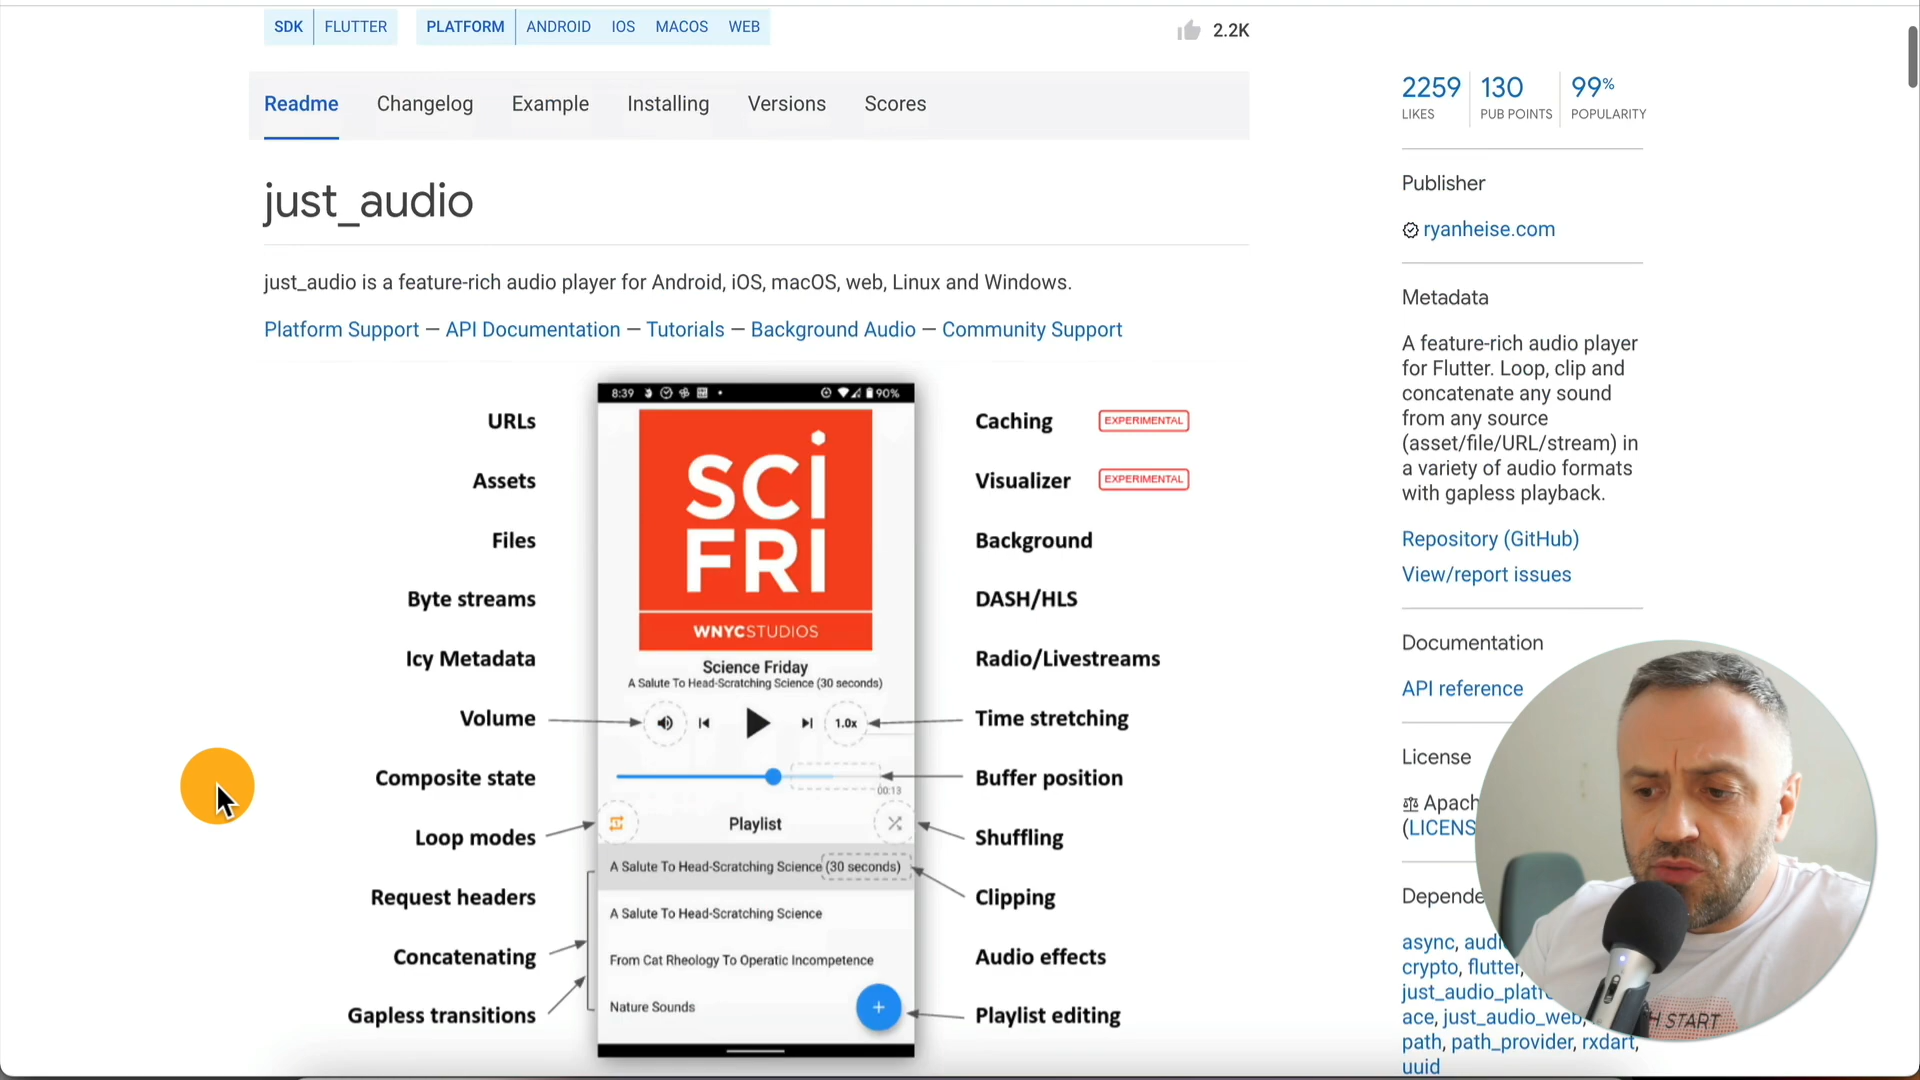 SDK FLUTTER PLATFORM ANDROID IOS MACOS WEB
2.2K
Readme Changelog Example Installing Versions Scores
just_audio
just_audio is a feature-rich audio player for Android, iOS, macOS, web, Linux and Windows.
Platform Support — API Documentation — Tutorials — Background Audio — Community Support
URLs
Assets
Files
Byte streams
Icy Metadata
Volume
Composite state
Loop modes
Request headers
Concatenating
Gapless transitions
8:39
90%
SCI
FRI
WNYCSTUDIOS
Science Friday
A Salute To Head-Scratching Science (30 seconds)
1.0x
00:13
Playlist
A Salute To Head-Scratching Science (30 seconds)
A Salute To Head-Scratching Science
From Cat Rheology To Operatic Incompetence
Nature Sounds
+
Caching EXPERIMENTAL
Visualizer EXPERIMENTAL
Background
DASH/HLS
Radio/Livestreams
Time stretching
Buffer position
Shuffling
Clipping
Audio effects
Playlist editing
2259 130 99%
LIKES PUB POINTS POPULARITY
Publisher
ryanheise.com
Metadata
A feature-rich audio player
for Flutter. Loop, clip and
concatenate any sound
from any source
(asset/file/URL/stream) in
a variety of audio formats
with gapless playback.
Repository (GitHub)
View/report issues
Documentation
API reference
License
Apach
(LICENS
Depende
async, audi
crypto, flutter,
just_audio_platf
ace, just_audio_web,
path, path_provider, rxdart,
uuid
H START